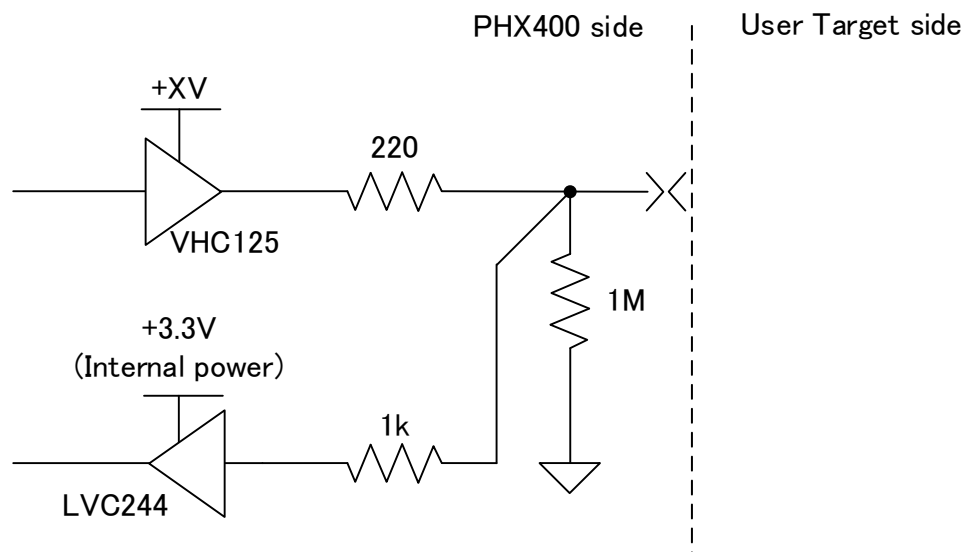 PHX400 side
User Target side
+XV
220
VHC125
1M
+3.3V
(Internal power)
1k
LVC244